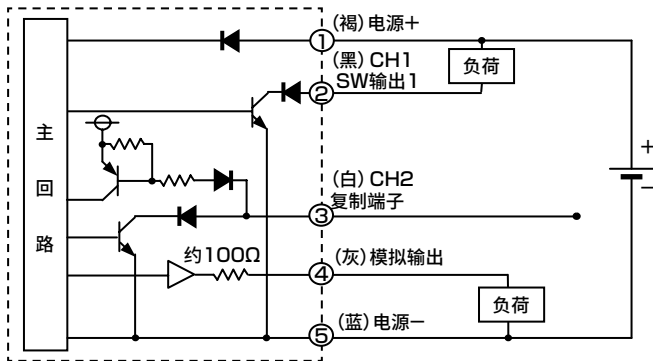 主
回
路
(褐)电源+
①
(黑)CH1
SW输出1
②
负荷
+
−
(白)CH2
复制端子
③
约100Ω
④
(灰)模拟输出
负荷
⑤
(蓝)电源−